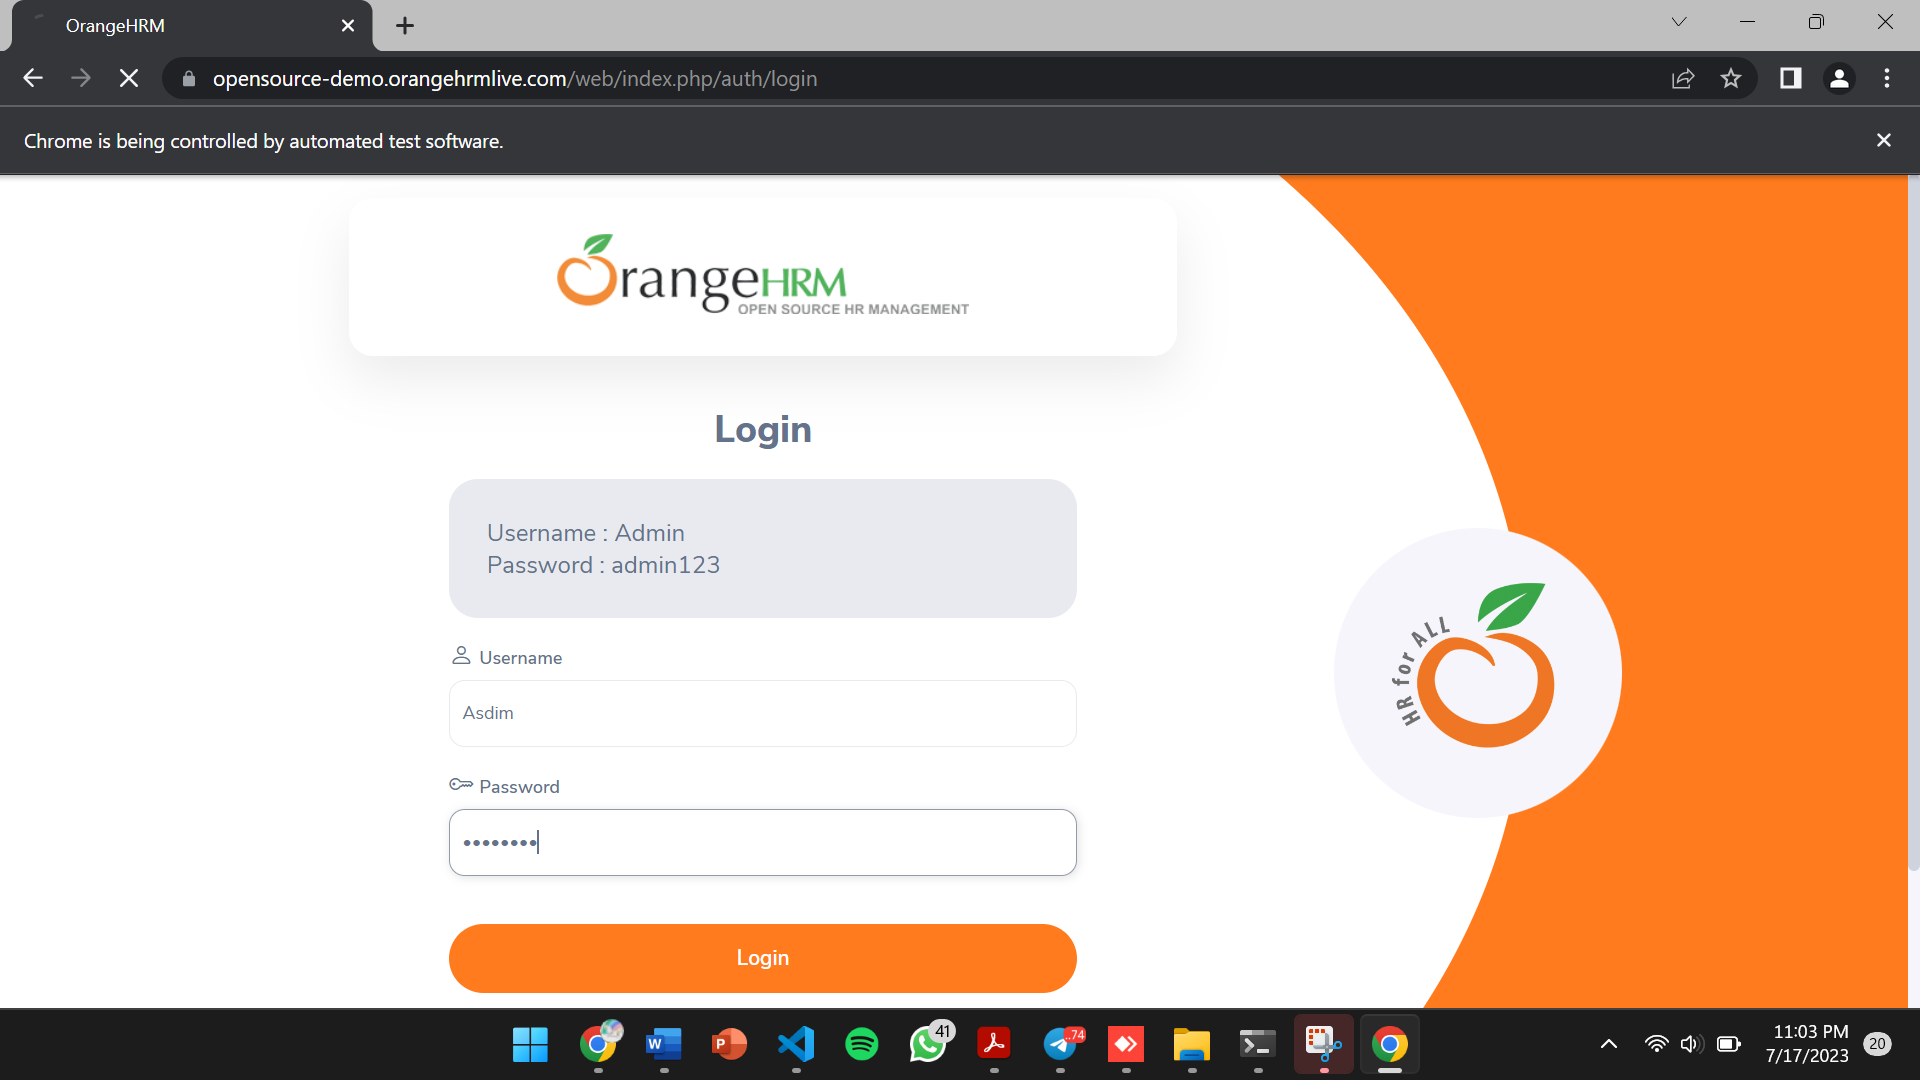 OrangeHRM
opensource-demo.orangehrmlive.com/web/index.php/auth/login
Chrome is being controlled by automated test software.
OrangeHRM
OPEN SOURCE HR MANAGEMENT
Login
Username : Admin
Password : admin123
Username
Asdim
Password
••••••••
Login
HR for ALL
W
P
41
..74
11:03 PM
7/17/2023
20